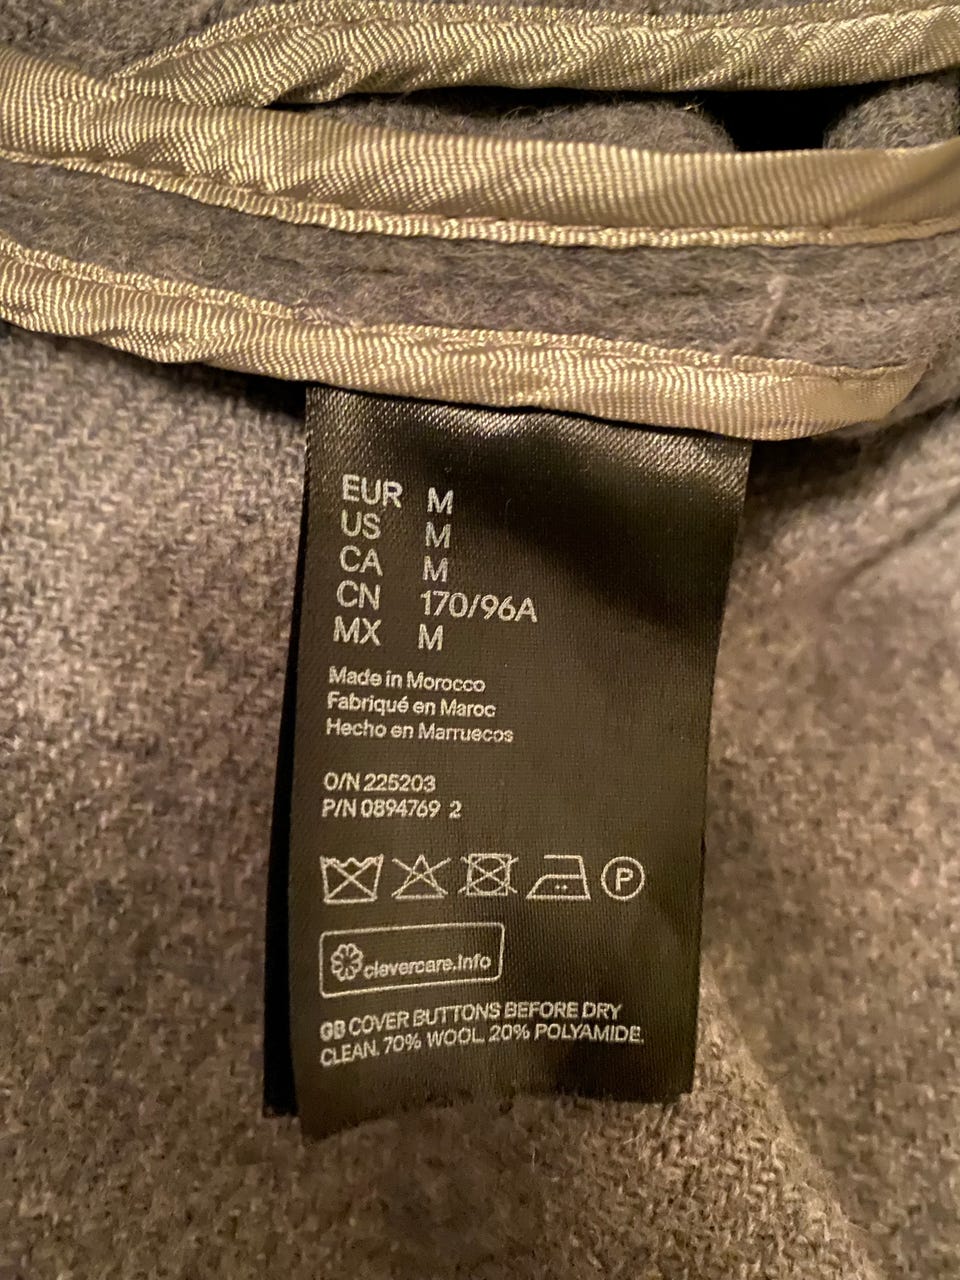 EUR M
US M
CA M
CN 170/96A
MX M
Made in Morocco
Fabriqué en Maroc
Hecho en Marruecos
O/N 225203
P/N 0894769 2
P
clevercare.info
GB COVER BUTTONS BEFORE DRY
CLEAN. 70% WOOL. 20% POLYAMIDE.